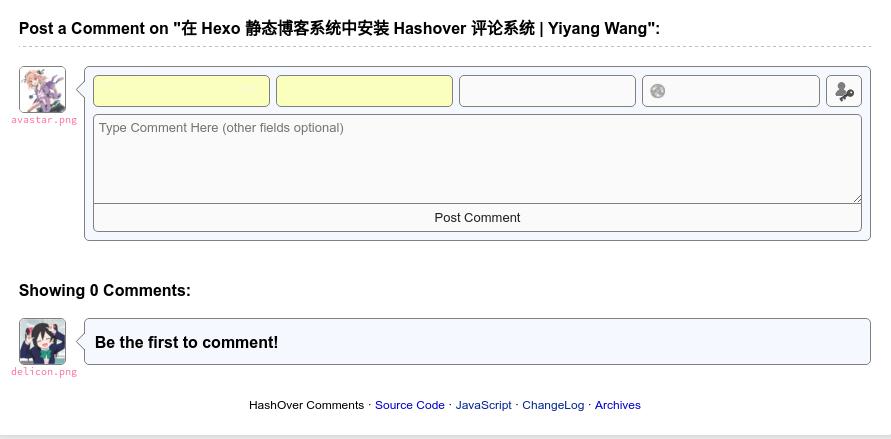 Post a Comment on "在 Hexo 静态博客系统中安装 Hashover 评论系统 | Yiyang Wang":
avastar.png
Type Comment Here (other fields optional)
Post Comment
Showing 0 Comments:
Be the first to comment!
delicon.png
HashOver Comments · Source Code · JavaScript · ChangeLog · Archives